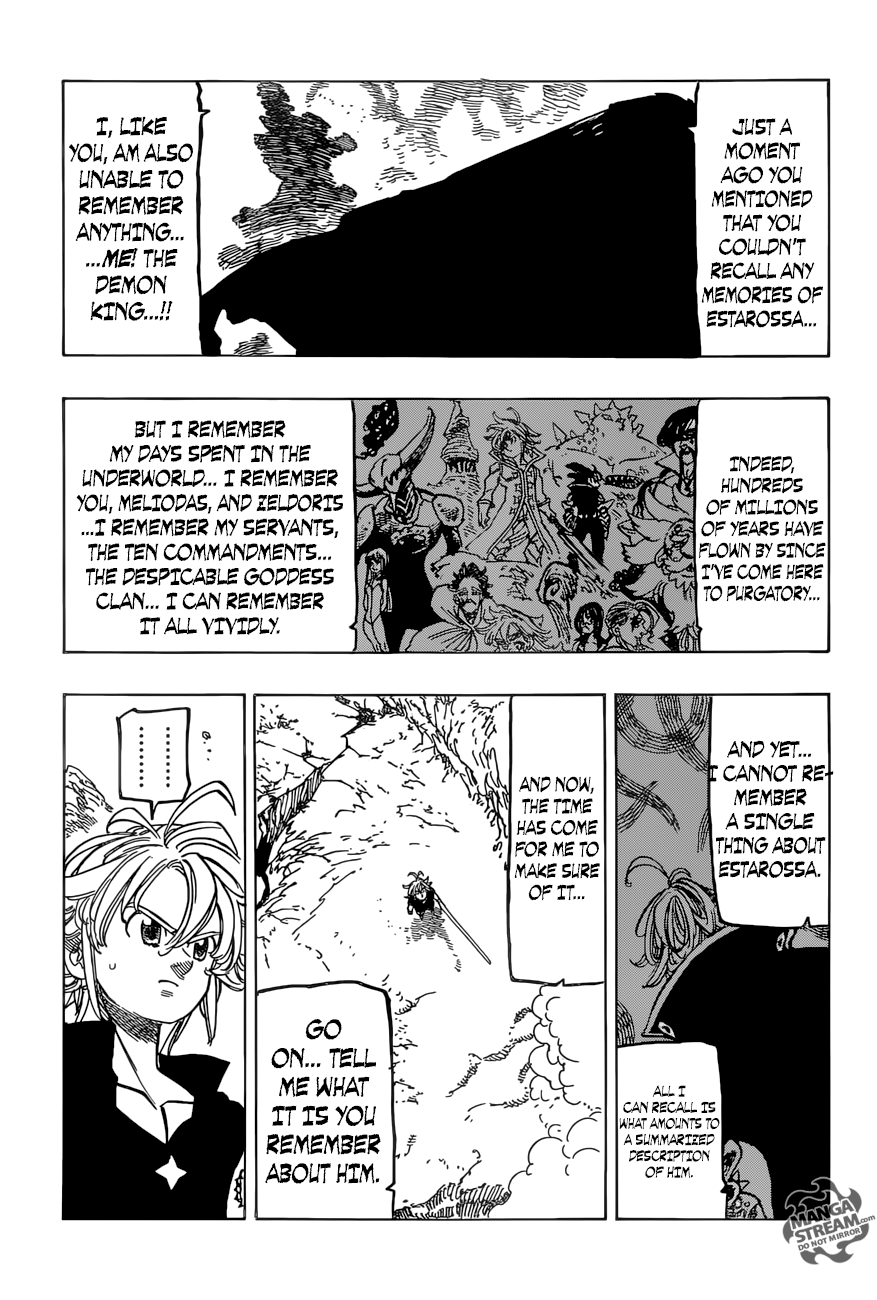 JUST A
MOMENT
AGO YOU
MENTIONED
THAT YOU
COULDN'T
RECALL ANY
MEMORIES OF
ESTAROSSA...
I, LIKE
YOU, AM ALSO
UNABLE TO
REMEMBER
ANYTHING...
...ME! THE
DEMON
KING...!!
INDEED,
HUNDREDS
OF MILLIONS
OF YEARS HAVE
FLOWN BY SINCE
I'VE COME HERE
TO PURGATORY...
BUT I REMEMBER
MY DAYS SPENT IN THE
UNDERWORLD... I REMEMBER
YOU, MELIODAS, AND ZELDORIS
...I REMEMBER MY SERVANTS,
THE TEN COMMANDMENTS...
THE DESPICABLE GODDESS
CLAN... I CAN REMEMBER
IT ALL VIVIDLY.
AND YET...
I CANNOT RE-
MEMBER
A SINGLE
THING ABOUT
ESTAROSSA.
ALL I
CAN RECALL IS
WHAT AMOUNTS TO
A SUMMARIZED
DESCRIPTION
OF HIM.
AND NOW,
THE TIME
HAS COME
FOR ME TO
MAKE SURE
OF IT...
GO
ON... TELL
ME WHAT
IT IS YOU
REMEMBER
ABOUT HIM.
MANGA
STREAM.com
DO NOT MIRROR